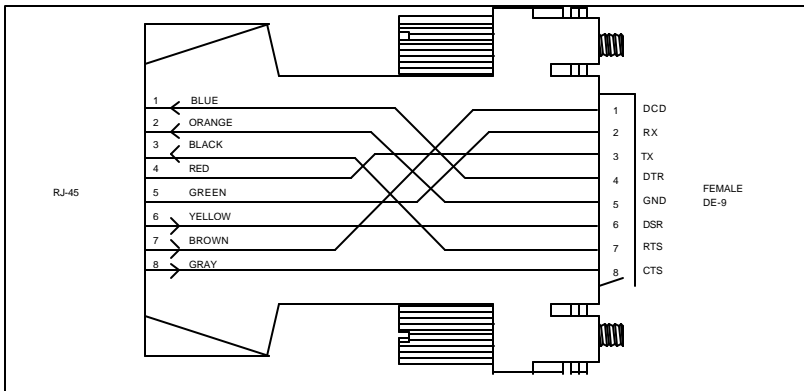 1 BLUE
2 ORANGE
3 BLACK
4 RED
5 GREEN
6 YELLOW
7 BROWN
8 GRAY
RJ-45
1 DCD
2 RX
3 TX
4 DTR
5 GND
6 DSR
7 RTS
8 CTS
FEMALE
DE-9